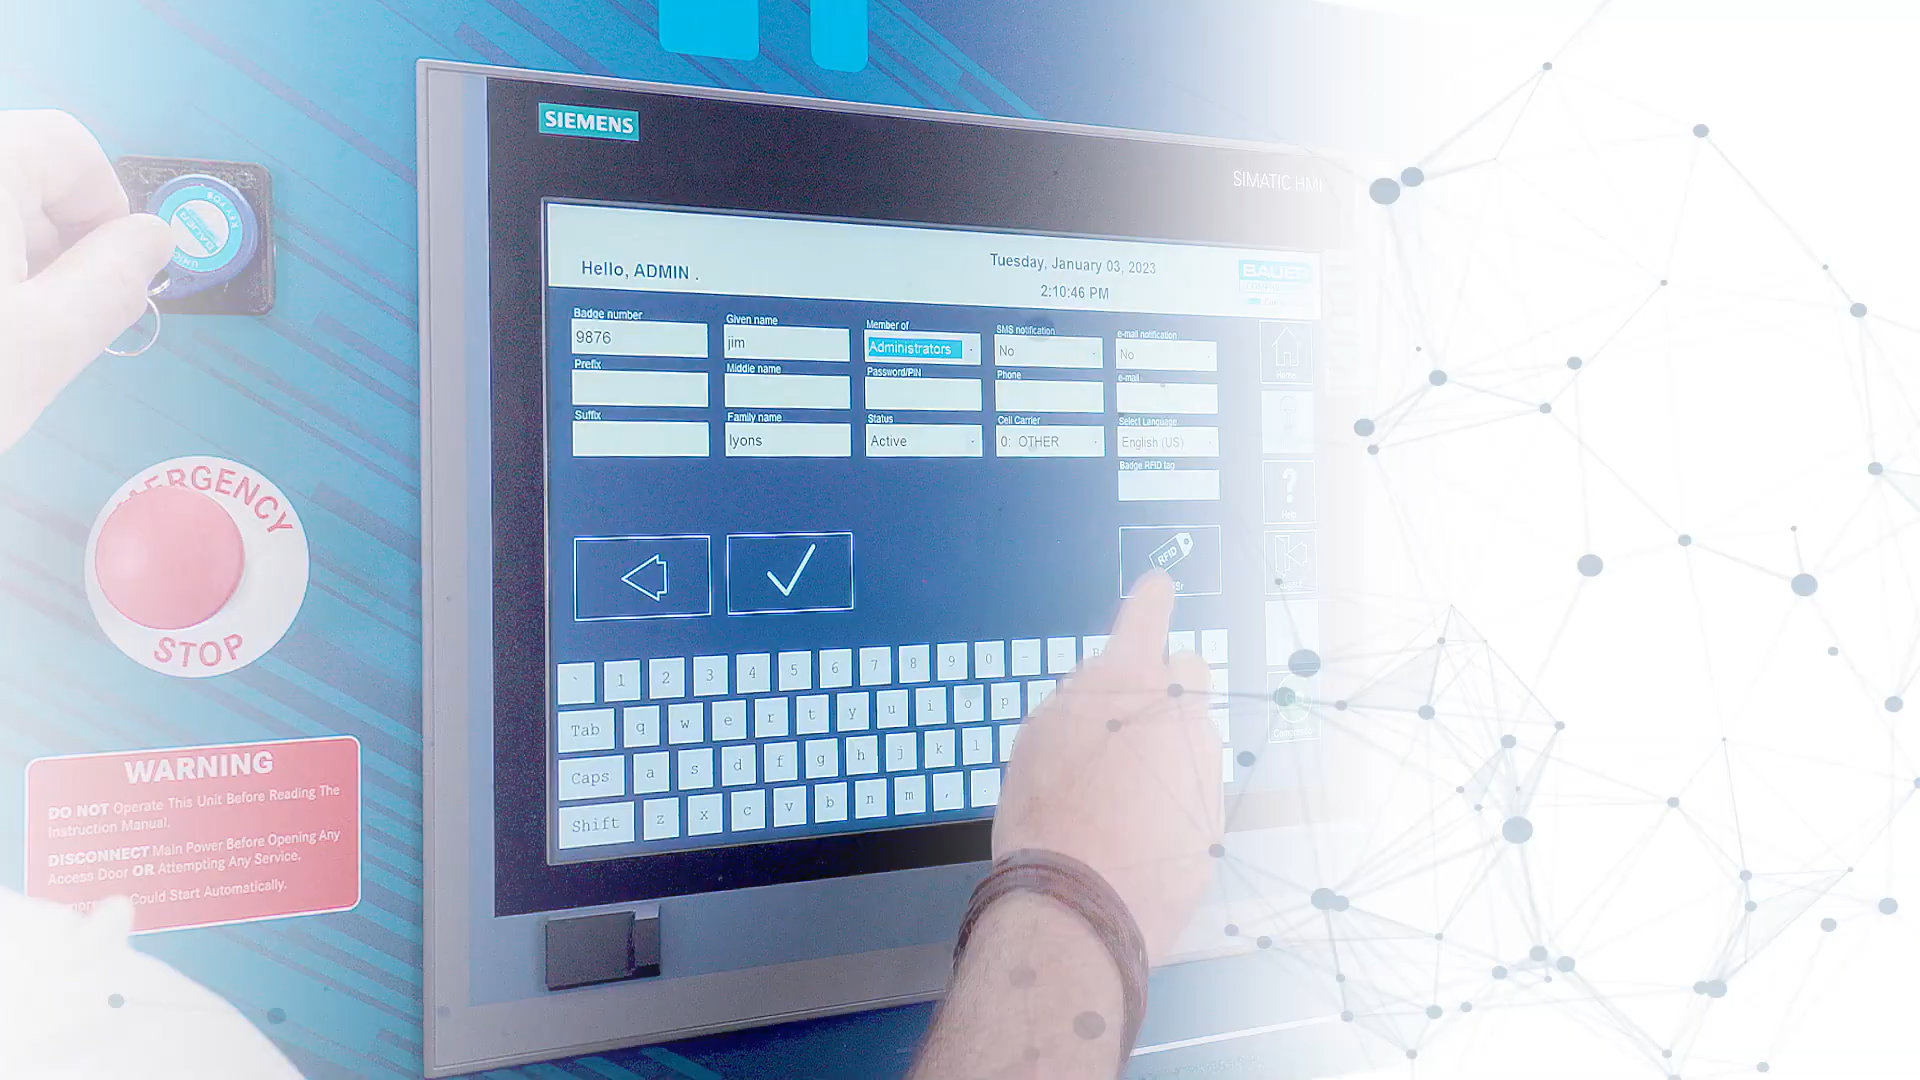 SIEMENS
SIMATIC HMI
Hello, ADMIN .
Tuesday, January 03, 2023
2:10:46 PM
BAUER
Badge number
Given name
Member of
SMS notification
e-mail notification
9876
jim
Administrators
No
No
Prefix
Middle name
Password/PIN
Phone
e-mail
Suffix
Family name
Status
Cell Carrier
Select Language
lyons
Active
0: OTHER
English (US)
Badge RFID tag
RFID
Home
Help
` 1 2 3 4 5 6 7 8 9 0 - =
Tab q w e r t y u i o p
Caps a s d f g h j k l
Shift z x c v b n m , .
EMERGENCY
STOP
WARNING
DO NOT Operate This Unit Before Reading The
Instruction Manual.
DISCONNECT Main Power Before Opening Any
Access Door OR Attempting Any Service.
Could Start Automatically.